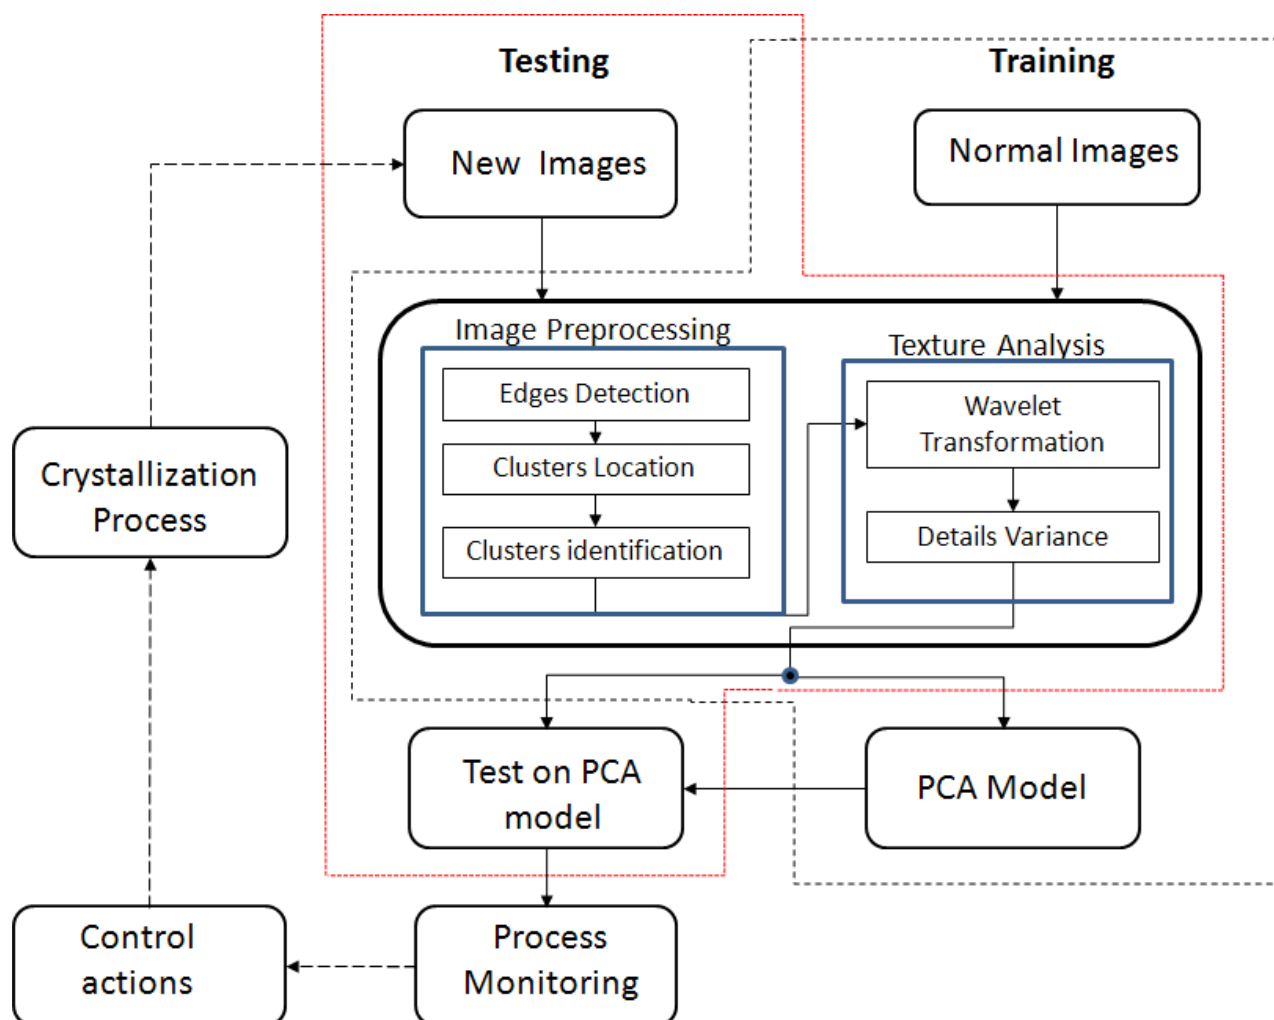 Testing
Training
New Images
Normal Images
Image Preprocessing
Texture Analysis
Edges Detection
Clusters Location
Clusters identification
Wavelet
Transformation
Details Variance
Crystallization
Process
Test on PCA
model
PCA Model
Control
actions
Process
Monitoring